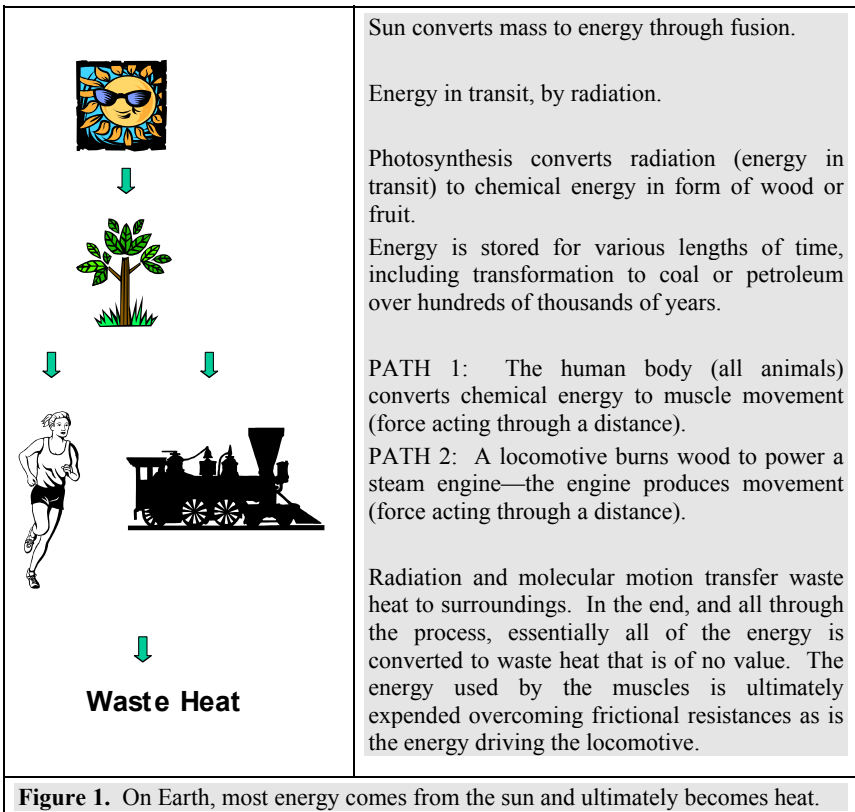 Sun converts mass to energy through fusion.
Energy in transit, by radiation.
Photosynthesis converts radiation (energy in
transit) to chemical energy in form of wood or
fruit.
Energy is stored for various lengths of time,
including transformation to coal or petroleum
over hundreds of thousands of years.
PATH 1: The human body (all animals)
converts chemical energy to muscle movement
(force acting through a distance).
PATH 2: A locomotive burns wood to power a
steam engine—the engine produces movement
(force acting through a distance).
Radiation and molecular motion transfer waste
heat to surroundings. In the end, and all through
the process, essentially all of the energy is
converted to waste heat that is of no value. The
energy used by the muscles is ultimately
expended overcoming frictional resistances as is
the energy driving the locomotive.
Waste Heat
Figure 1. On Earth, most energy comes from the sun and ultimately becomes heat.